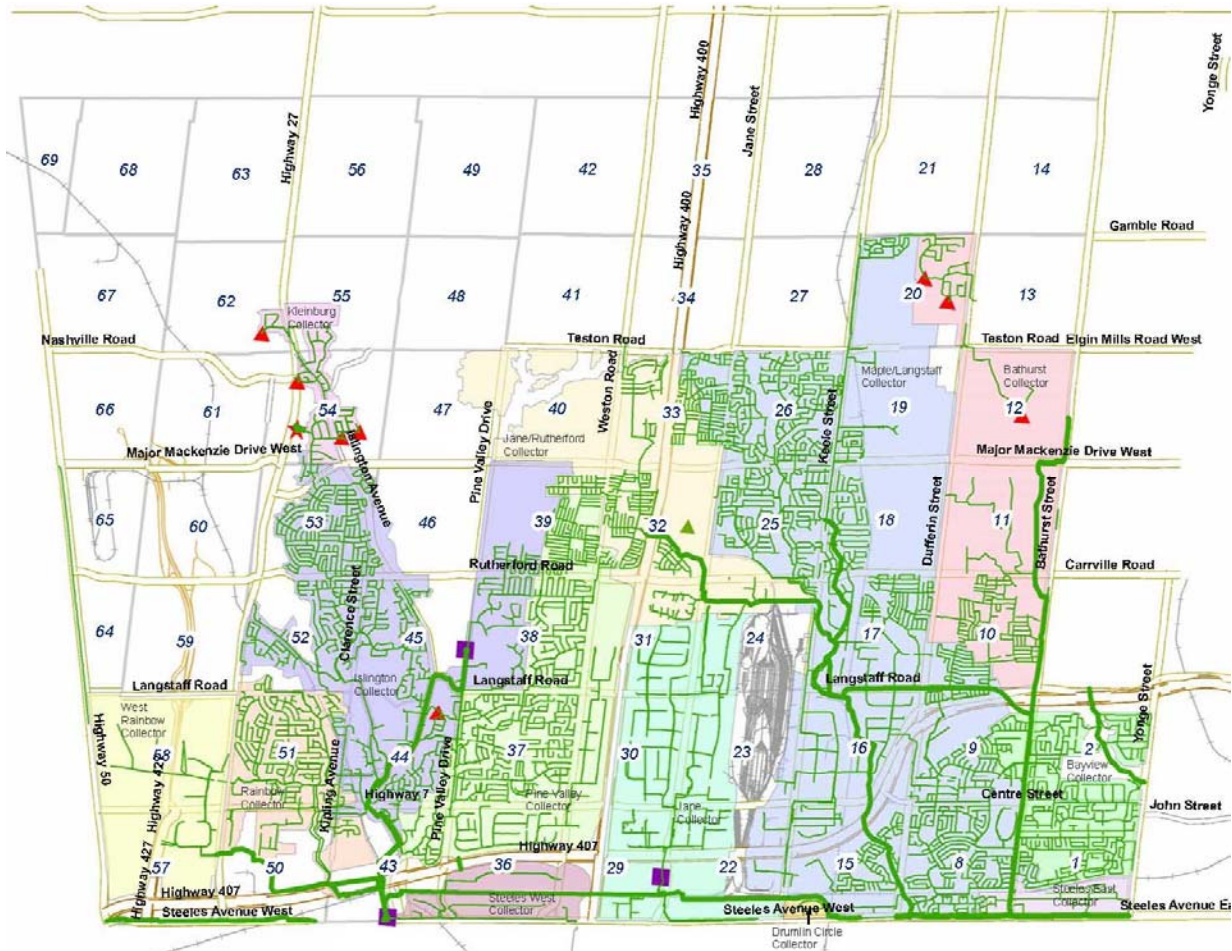 Highway 400
Jane Street
Yonge Street
Highway 27
69
68
63
56
49
42
35
28
21
14
Gamble Road
Highway 400
67
62
55
48
41
34
27
20
13
Kleinburg
Collector
Nashville Road
Teston Road
Teston Road
Elgin Mills Road West
Weston Road
Maple/Langstaff
Collector
Bathurst
Collector
66
61
54
47
40
33
26
19
12
Keele Street
Islington Avenue
Pine Valley Drive
Jane/Rutherford
Collector
Major Mackenzie Drive West
Major Mackenzie Drive West
65
60
53
46
39
32
25
18
11
Dufferin Street
Bathurst Street
Rutherford Road
Carrville Road
Clarence Street
64
59
52
45
38
31
24
17
10
Langstaff Road
Islington
Collector
Langstaff Road
Langstaff Road
Yonge Street
West
Rainbow
Collector
Highway 50
Highway 427
58
51
44
37
30
23
16
9
2
Bayview
Collector
Rainbow
Collector
Kipling Avenue
Highway 7
Pine Valley Drive
Pine Valley
Collector
Jane
Collector
Centre Street
John Street
Highway 407
57
50
43
36
29
22
15
8
1
Highway 427
Highway 407
Steeles West
Collector
Steeles East
Collector
Steeles Avenue West
Steeles Avenue West
Steeles Avenue Ea
Drumlin Circle
Collector